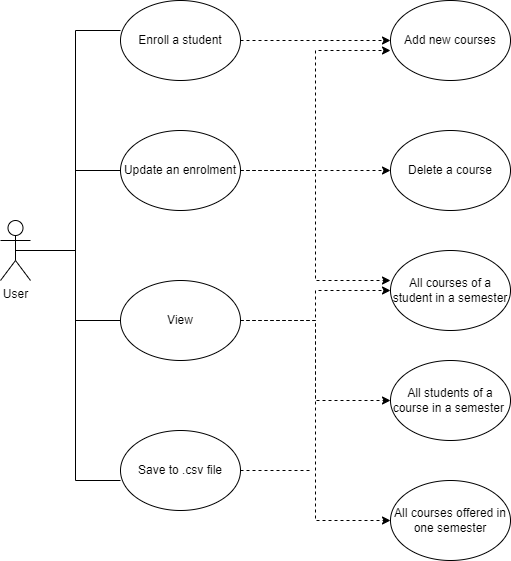 Enroll a student
Add new courses
Update an enrolment
Delete a course
User
All courses of a
student in a semester
View
All students of a
course in a semester
Save to .csv file
All courses offered in
one semester